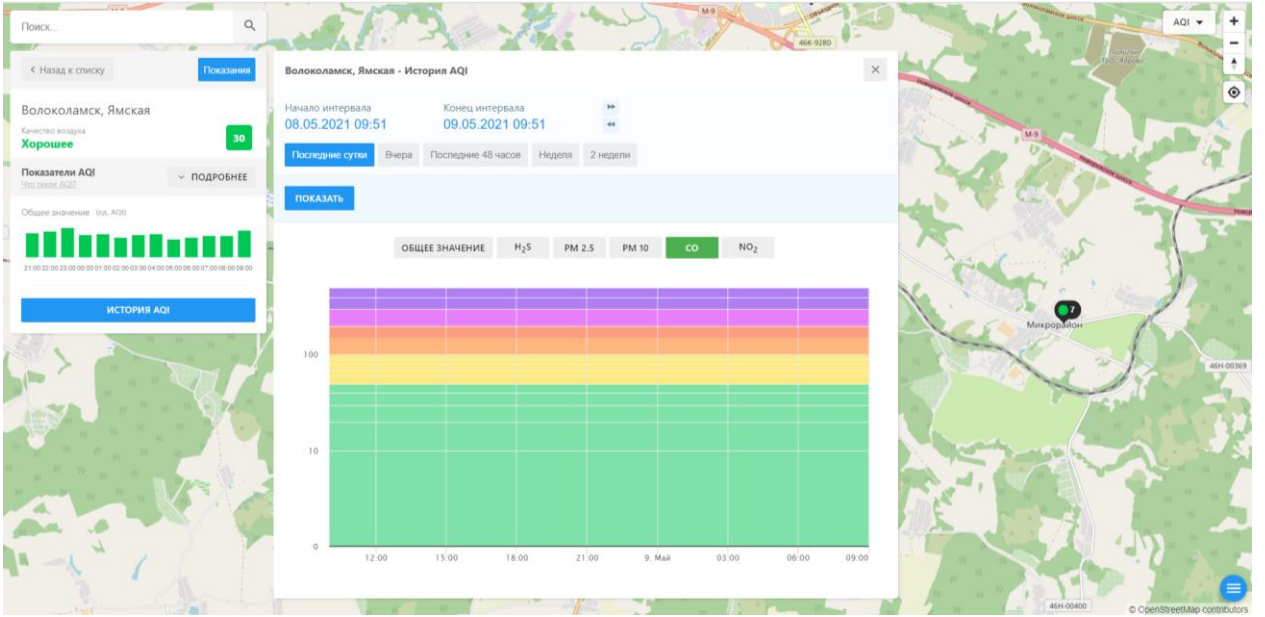 Поиск...
М-9
46К-9280
AQI
+
−
Назад к списку
Показания
Волоколамск, Ямская
Качество воздуха
Хорошее
30
Показатели AQI
Что такое AQI?
ПОДРОБНЕЕ
Общее значение (ед. AQI)
21:00 22:00 23:00 00:00 01:00 02:00 03:00 04:00 05:00 06:00 07:00 08:00 09:00
ИСТОРИЯ AQI
Волоколамск, Ямская - История AQI
×
Начало интервала
08.05.2021 09:51
Конец интервала
09.05.2021 09:51
Последние сутки
Вчера
Последние 48 часов
Неделя
2 недели
ПОКАЗАТЬ
ОБЩЕЕ ЗНАЧЕНИЕ
H2S
PM 2.5
PM 10
CO
NO2
100
10
0
12:00 15:00 18:00 21:00 9. Май 03:00 06:00 09:00
М-9
7
Микрорайон
46Н-00369
46Н-00400
© OpenStreetMap contributors